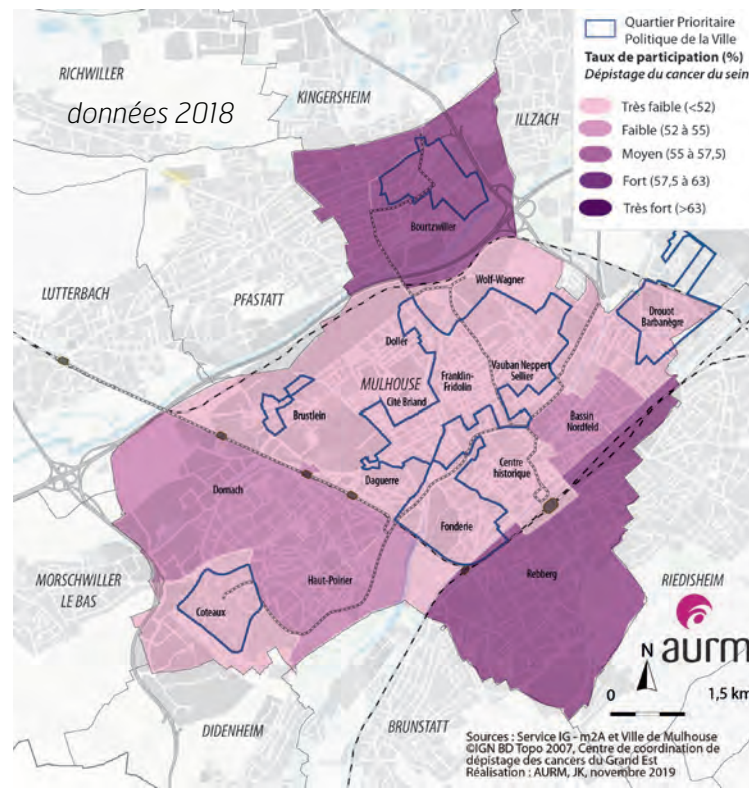 données 2018
RICHWILLER
KINGERSHEIM
ILLZACH
Quartier Prioritaire
Politique de la Ville
Taux de participation (%)
Dépistage du cancer du sein
Très faible (<52)
Faible (52 à 55)
Moyen (55 à 57,5)
Fort (57,5 à 63)
Très fort (>63)
Bourtzwiller
LUTTERBACH
PFASTATT
Wolf-Wagner
Drouot
Barbanègre
Doller
MULHOUSE
Cité Briand
Franklin-
Fridolin
Vauban Neppert
Sellier
Brustlein
Bassin
Nordfeld
Centre
historique
Daguerre
Dornach
Fonderie
Haut-Poirier
Rebberg
Coteaux
MORSCHWILLER
LE BAS
RIEDISHEIM
aurm
N
0 1,5 km
DIDENHEIM
BRUNSTATT
Sources : Service IG - m2A et Ville de Mulhouse
©IGN BD Topo 2007, Centre de coordination de
dépistage des cancers du Grand Est
Réalisation : AURM, JK, novembre 2019